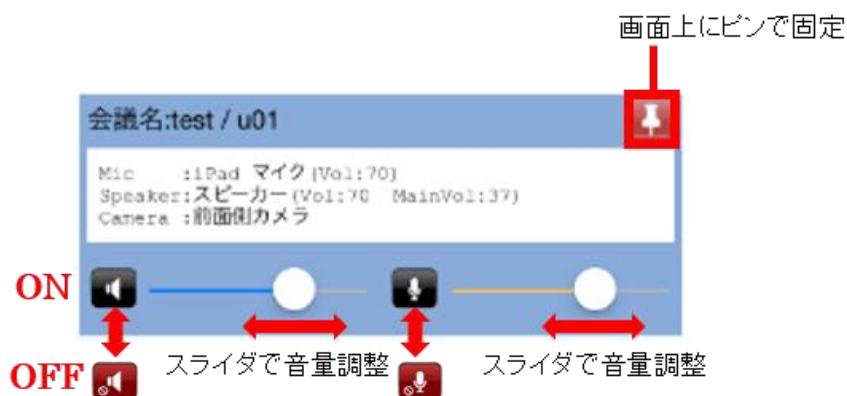 画面上にピンで固定
会議名:test / u01
Mic :iPad マイク(Vol:70)
Speaker:スピーカー(Vol:70 MainVol:37)
Camera :前面側カメラ
ON
OFF
スライダで音量調整
スライダで音量調整